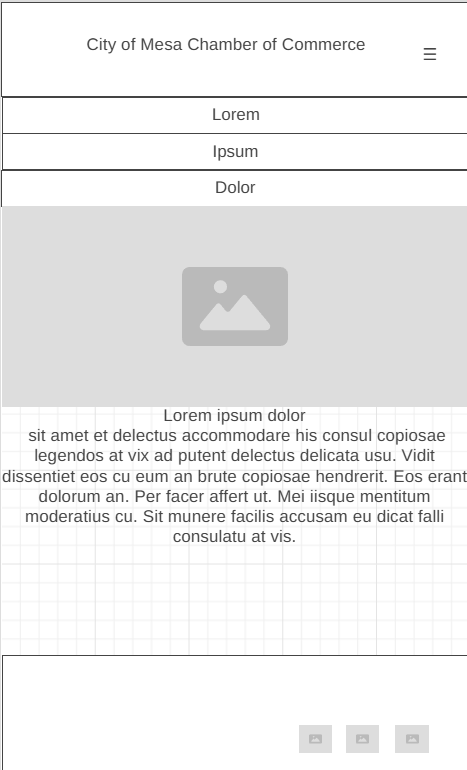 City of Mesa Chamber of Commerce
Lorem
Ipsum
Dolor
Lorem ipsum dolor
sit amet et delectus accommodare his consul copiosae
legendos at vix ad putent delectus delicata usu. Vidit
dissentiet eos cu eum an brute copiosae hendrerit. Eos erant
dolorum an. Per facer affert ut. Mei iisque mentitum
moderatius cu. Sit munere facilis accusam eu dicat falli
consulatu at vis.